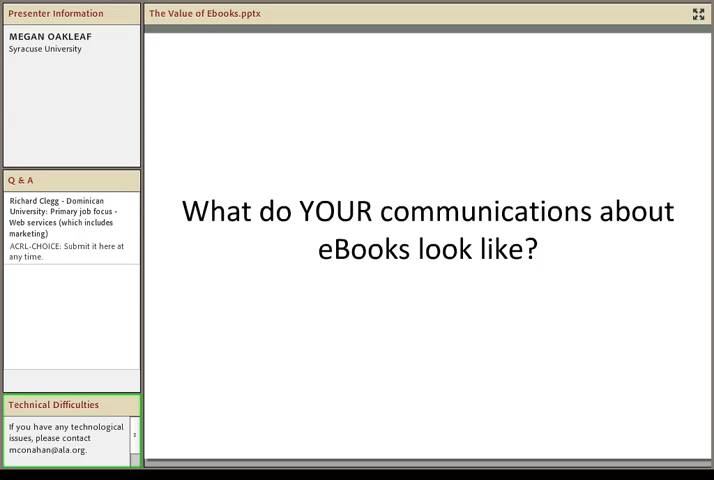 Presenter Information
MEGAN OAKLEAF
Syracuse University
Q & A
Richard Clegg - Dominican
University: Primary job focus -
Web services (which includes
marketing)
ACRL-CHOICE: Submit it here at
any time.
Technical Difficulties
If you have any technological
issues, please contact
mconahan@ala.org.
The Value of Ebooks.pptx
What do YOUR communications about
eBooks look like?